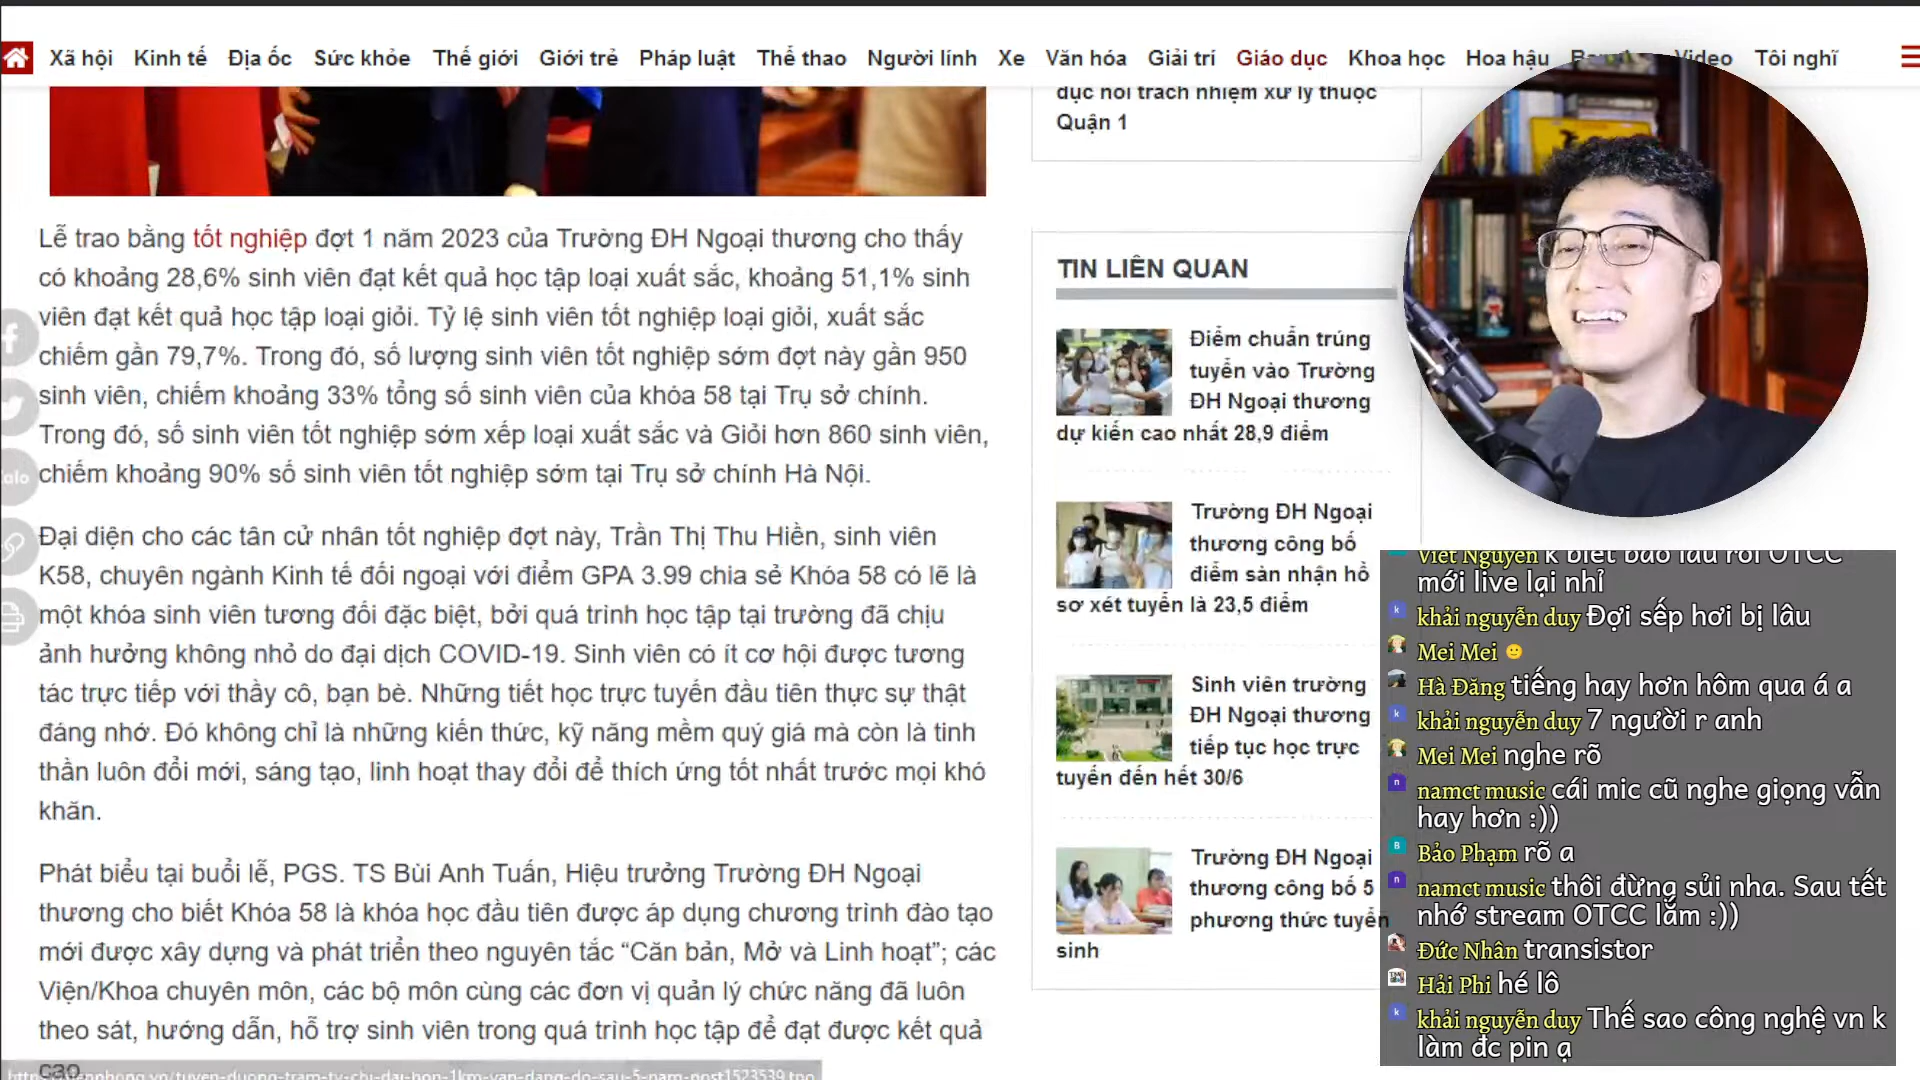 Xã hội Kinh tế Địa ốc Sức khỏe Thế giới Giới trẻ Pháp luật Thể thao Người lính Xe Văn hóa Giải trí Giáo dục Khoa học Hoa hậu Video Tôi nghĩ
dục nói trách nhiệm xử lý thuộc
Quận 1
Lễ trao bằng tốt nghiệp đợt 1 năm 2023 của Trường ĐH Ngoại thương cho thấy
có khoảng 28,6% sinh viên đạt kết quả học tập loại xuất sắc, khoảng 51,1% sinh
viên đạt kết quả học tập loại giỏi. Tỷ lệ sinh viên tốt nghiệp loại giỏi, xuất sắc
chiếm gần 79,7%. Trong đó, số lượng sinh viên tốt nghiệp sớm đợt này gần 950
sinh viên, chiếm khoảng 33% tổng số sinh viên của khóa 58 tại Trụ sở chính.
Trong đó, số sinh viên tốt nghiệp sớm xếp loại xuất sắc và Giỏi hơn 860 sinh viên,
chiếm khoảng 90% số sinh viên tốt nghiệp sớm tại Trụ sở chính Hà Nội.
Đại diện cho các tân cử nhân tốt nghiệp đợt này, Trần Thị Thu Hiền, sinh viên
K58, chuyên ngành Kinh tế đối ngoại với điểm GPA 3.99 chia sẻ Khóa 58 có lẽ là
một khóa sinh viên tương đối đặc biệt, bởi quá trình học tập tại trường đã chịu
ảnh hưởng không nhỏ do đại dịch COVID-19. Sinh viên có ít cơ hội được tương
tác trực tiếp với thầy cô, bạn bè. Những tiết học trực tuyến đầu tiên thực sự thật
đáng nhớ. Đó không chỉ là những kiến thức, kỹ năng mềm quý giá mà còn là tinh
thần luôn đổi mới, sáng tạo, linh hoạt thay đổi để thích ứng tốt nhất trước mọi khó
khăn.
Phát biểu tại buổi lễ, PGS. TS Bùi Anh Tuấn, Hiệu trưởng Trường ĐH Ngoại
thương cho biết Khóa 58 là khóa học đầu tiên được áp dụng chương trình đào tạo
mới được xây dựng và phát triển theo nguyên tắc “Căn bản, Mở và Linh hoạt”; các
Viện/Khoa chuyên môn, các bộ môn cùng các đơn vị quản lý chức năng đã luôn
theo sát, hướng dẫn, hỗ trợ sinh viên trong quá trình học tập để đạt được kết quả
cao.
TIN LIÊN QUAN
Điểm chuẩn trúng
tuyển vào Trường
ĐH Ngoại thương
dự kiến cao nhất 28,9 điểm
Trường ĐH Ngoại
thương công bố
điểm sàn nhận hồ
sơ xét tuyển là 23,5 điểm
Sinh viên trường
ĐH Ngoại thương
tiếp tục học trực
tuyến đến hết 30/6
Trường ĐH Ngoại
thương công bố 5
phương thức tuyển
sinh
Việt Nguyễn k biết bao lâu rồi OTCC
mới live lại nhỉ
khải nguyễn duy Đợi sếp hơi bị lâu
Mei Mei 🙂
Hà Đăng tiếng hay hơn hôm qua á a
khải nguyễn duy 7 người r anh
Mei Mei nghe rõ
namct music cái mic cũ nghe giọng vẫn
hay hơn :))
Bảo Phạm rõ a
namct music thôi đừng sủi nha. Sau tết
nhớ stream OTCC lắm :))
Đức Nhân transistor
Hải Phi hé lô
khải nguyễn duy Thế sao công nghệ vn k
làm đc pin ạ